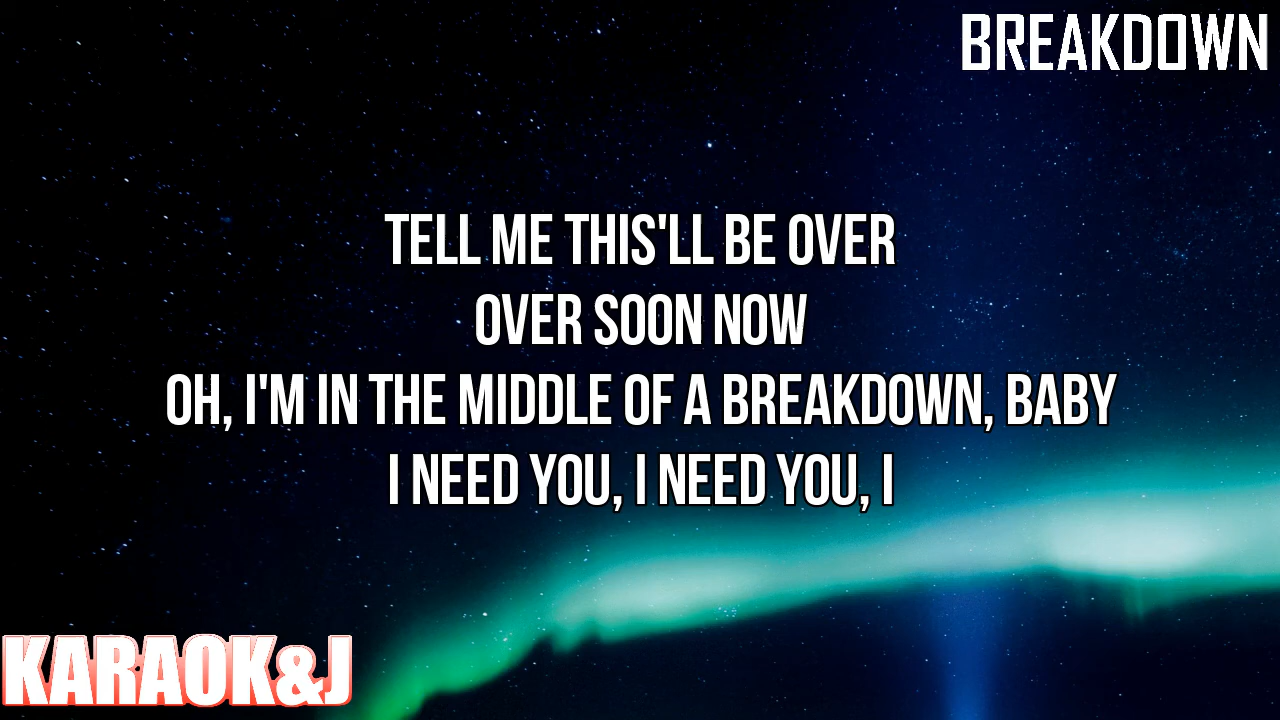 BREAKDOWN
TELL ME THIS'LL BE OVER
OVER SOON NOW
OH, I'M IN THE MIDDLE OF A BREAKDOWN, BABY
I NEED YOU, I NEED YOU, I
KARAOK&J